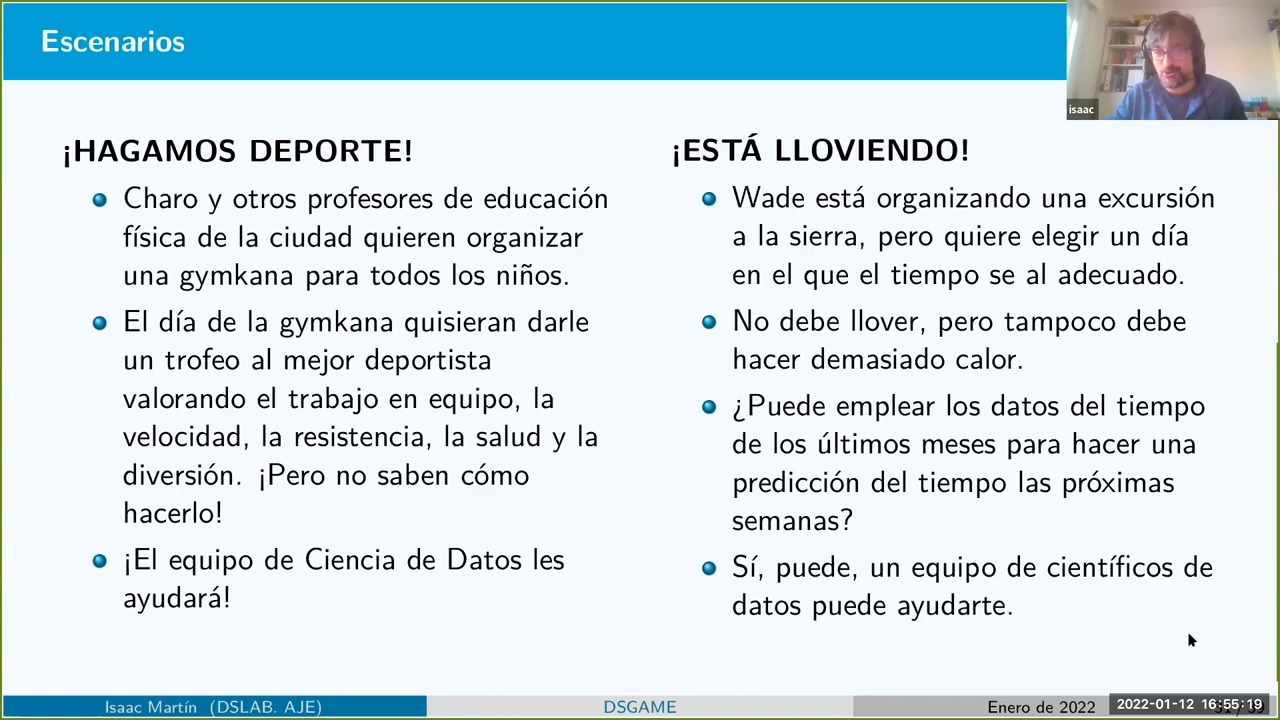 Escenarios
isaac
¡HAGAMOS DEPORTE!
Charo y otros profesores de educación
física de la ciudad quieren organizar
una gymkana para todos los niños.
El día de la gymkana quisieran darle
un trofeo al mejor deportista
valorando el trabajo en equipo, la
velocidad, la resistencia, la salud y la
diversión. ¡Pero no saben cómo
hacerlo!
¡El equipo de Ciencia de Datos les
ayudará!
¡ESTÁ LLOVIENDO!
Wade está organizando una excursión
a la sierra, pero quiere elegir un día
en el que el tiempo se al adecuado.
No debe llover, pero tampoco debe
hacer demasiado calor.
¿Puede emplear los datos del tiempo
de los últimos meses para hacer una
predicción del tiempo las próximas
semanas?
Sí, puede, un equipo de científicos de
datos puede ayudarte.
Isaac Martín (DSLAB. AJE)
DSGAME
Enero de 2022
2022-01-12 16:55:19